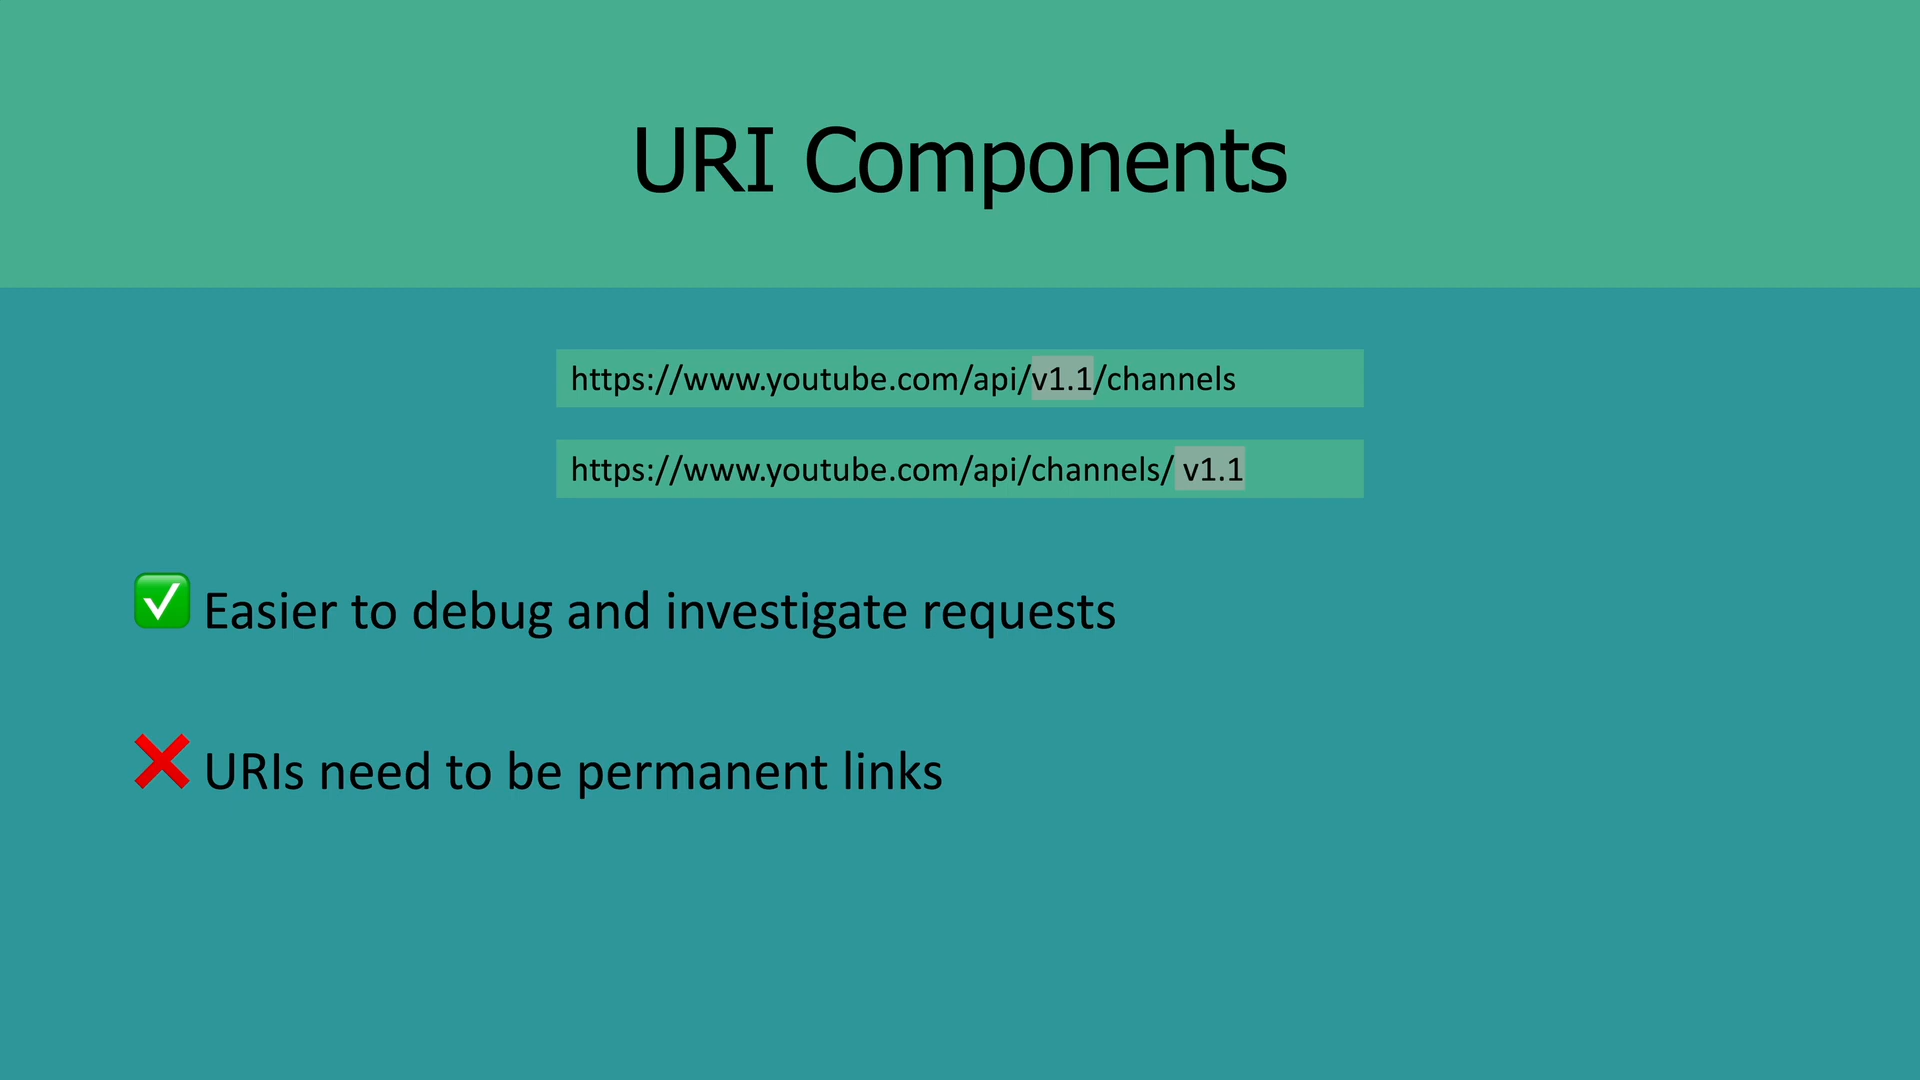 URI Components
https://www.youtube.com/api/v1.1/channels
https://www.youtube.com/api/channels/ v1.1
✅ Easier to debug and investigate requests
❌ URIs need to be permanent links